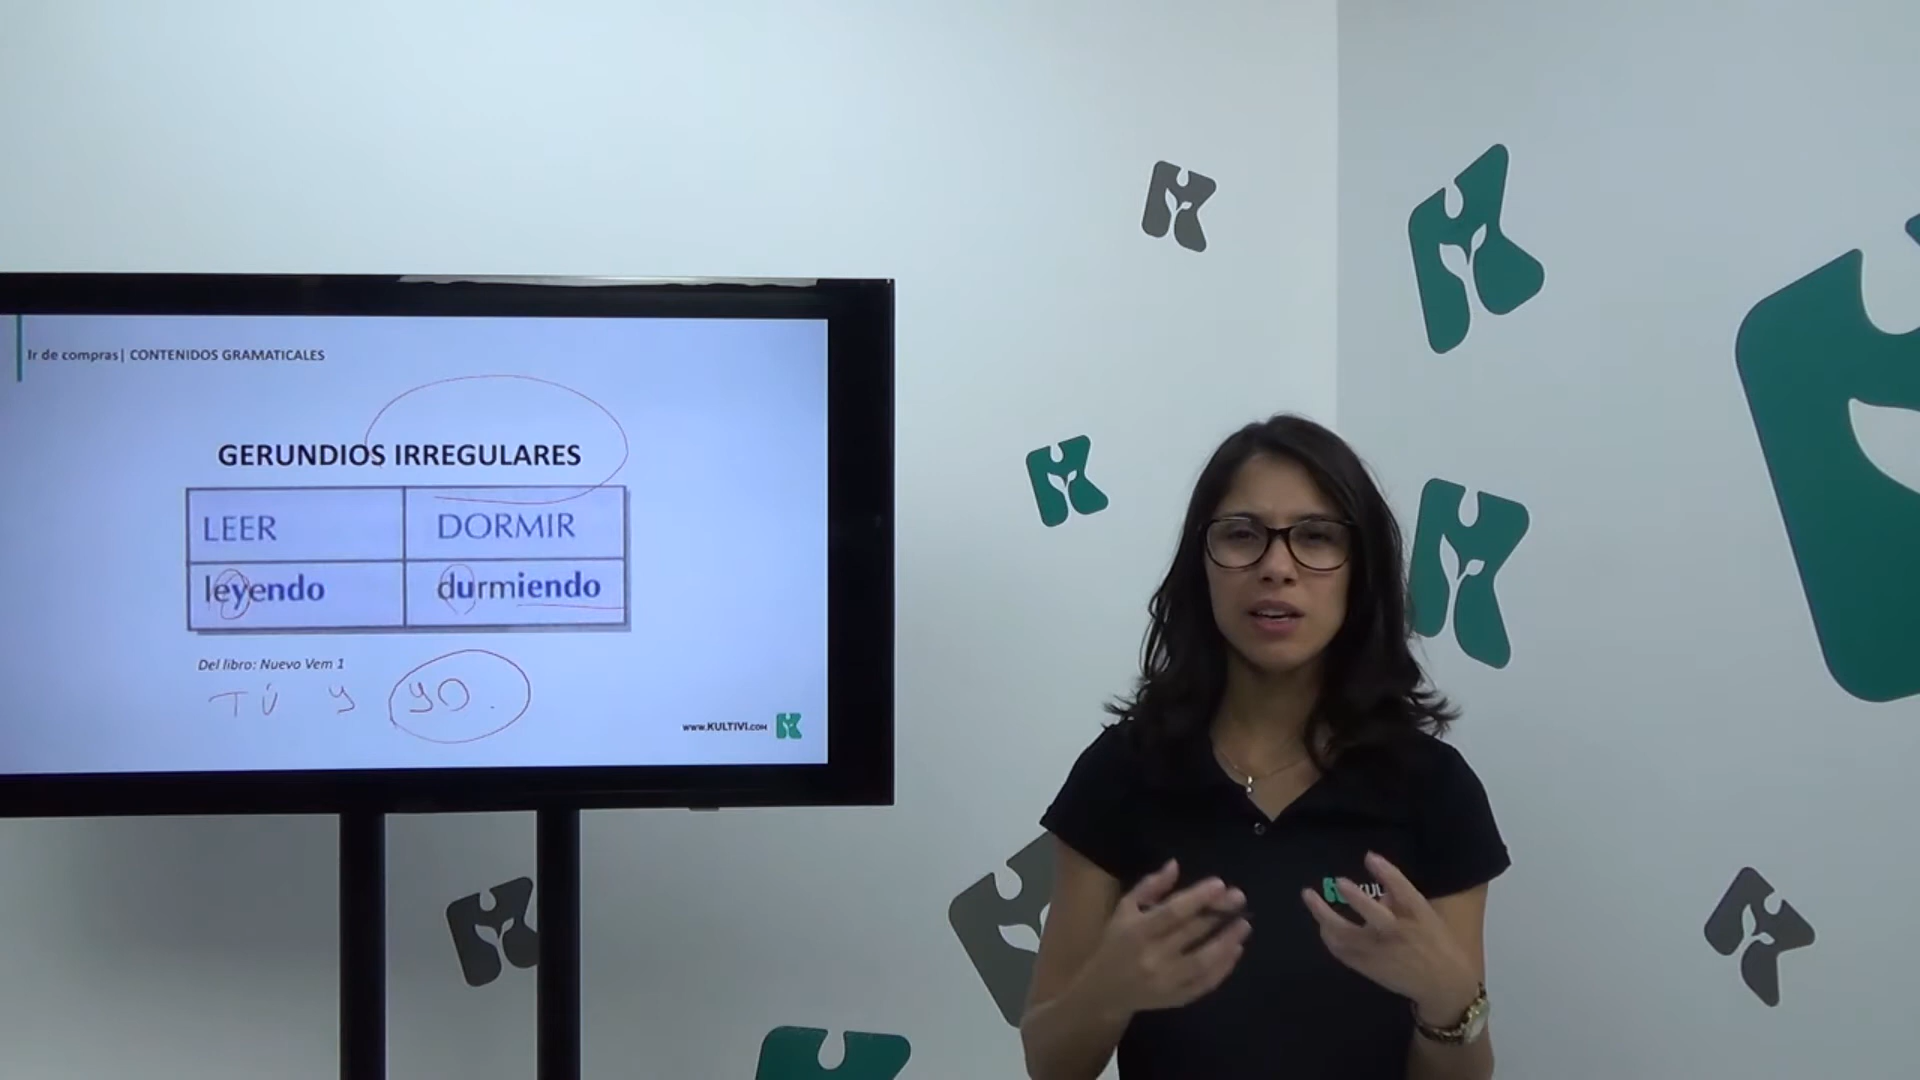 Ir de compras| CONTENIDOS GRAMATICALES
GERUNDIOS IRREGULARES
LEER DORMIR
leyendo durmiendo
Del libro: Nuevo Vem 1
TÚ y yo.
www.KULTIVI.com
KUL